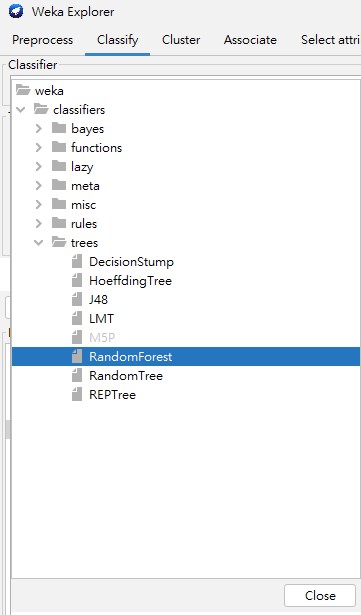 Weka Explorer
Preprocess Classify Cluster Associate Select attri
Classifier
weka
classifiers
bayes
functions
lazy
meta
misc
rules
trees
DecisionStump
HoeffdingTree
J48
LMT
M5P
RandomForest
RandomTree
REPTree
Close